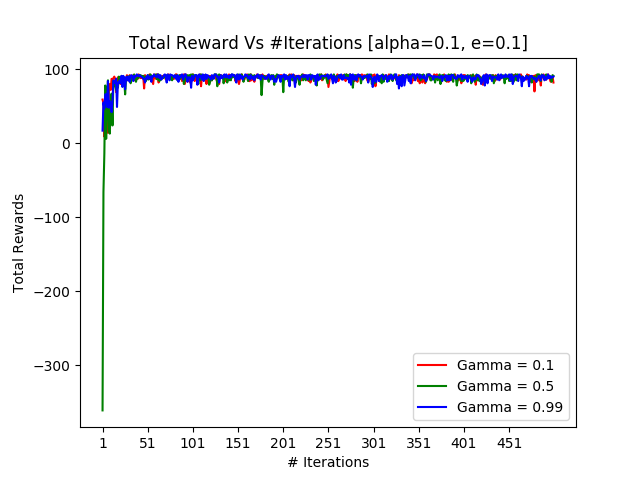 Total Reward Vs #Iterations [alpha=0.1, e=0.1]
100
0
−100
−200
−300
Total Rewards
Gamma = 0.1
Gamma = 0.5
Gamma = 0.99
1 51 101 151 201 251 301 351 401 451
# Iterations